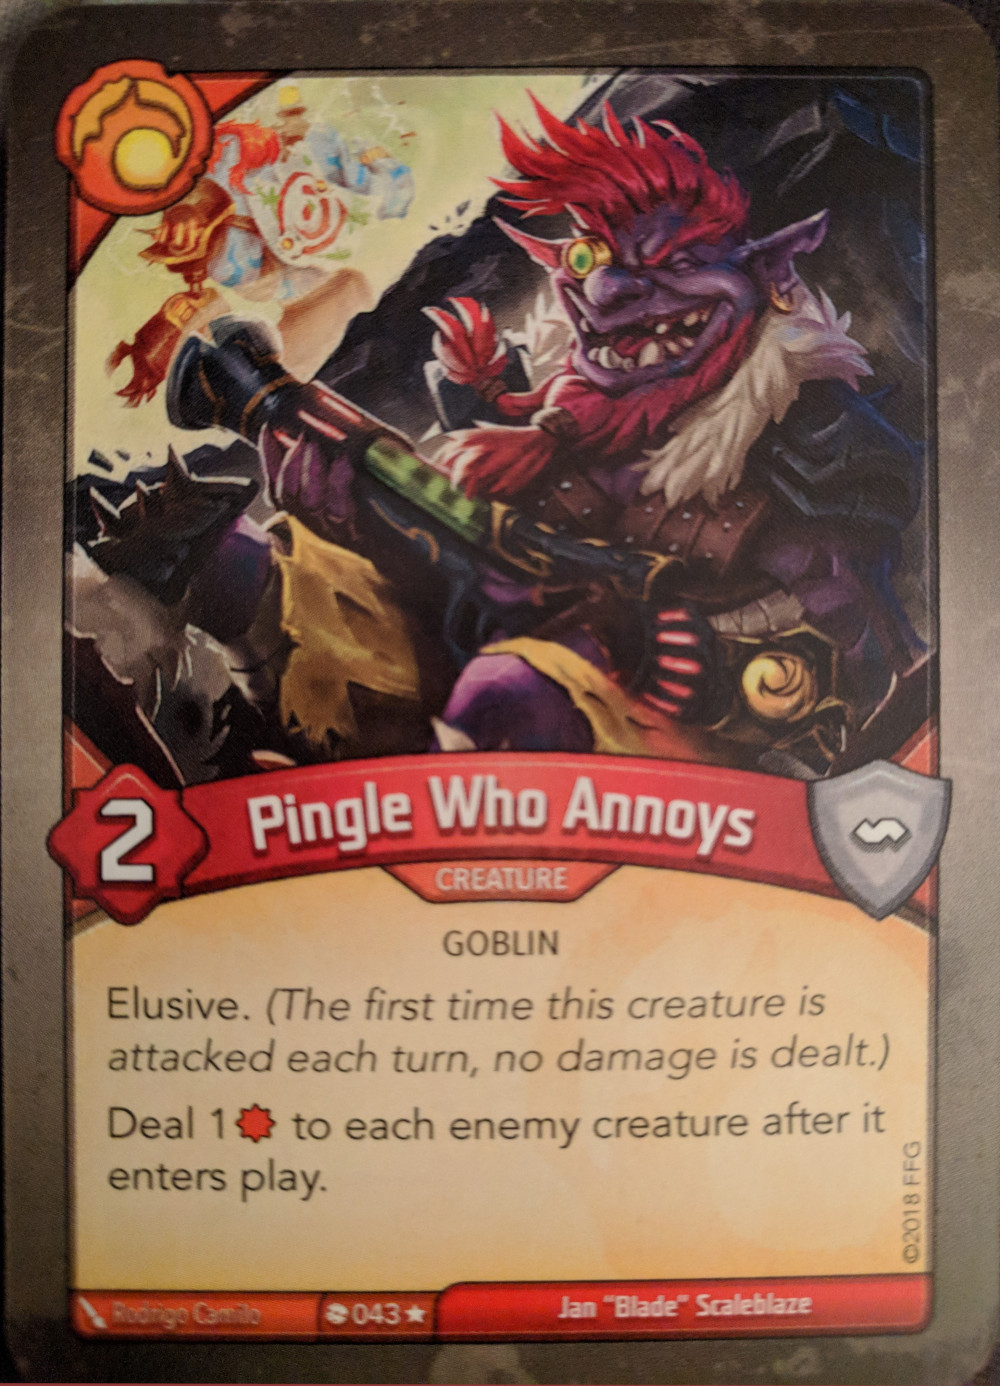 2
Pingle Who Annoys
~
CREATURE
GOBLIN
Elusive. (The first time this creature is
attacked each turn, no damage is dealt.)
Deal 1 to each enemy creature after it
enters play.
©2018 FFG
Rodrigo Camilo
043★
Jan "Blade" Scaleblaze